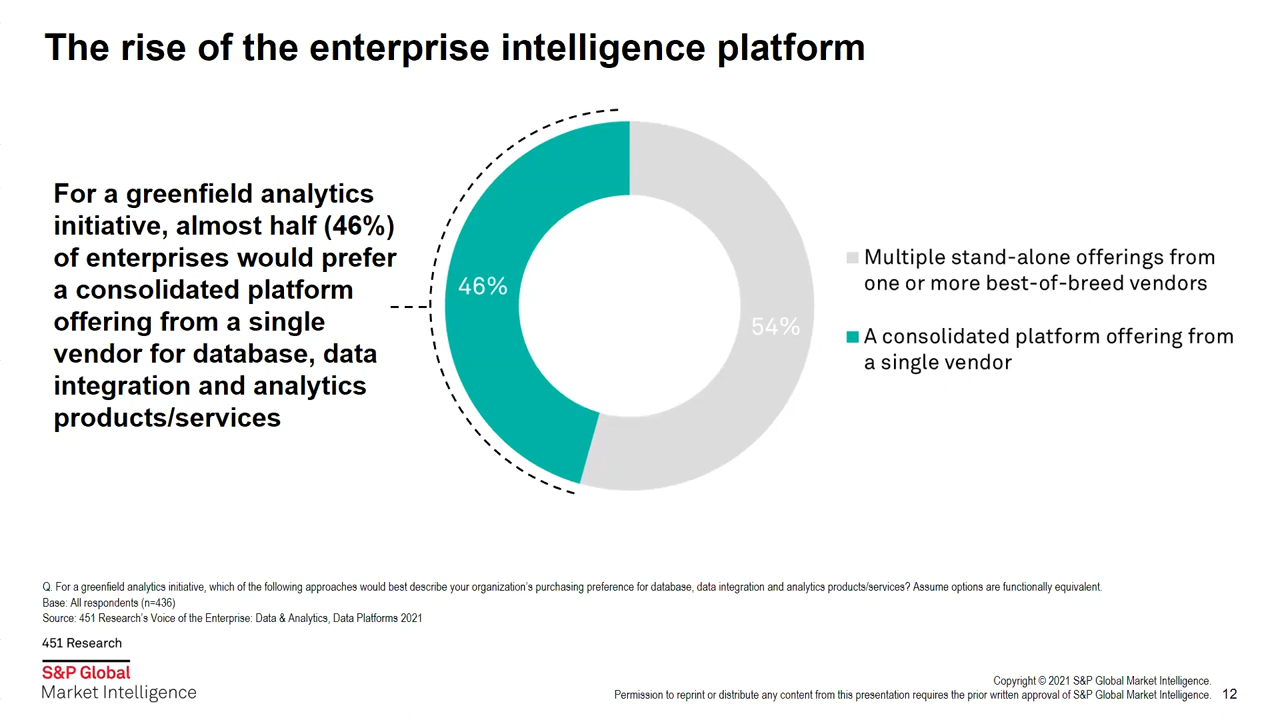 The rise of the enterprise intelligence platform
For a greenfield analytics
initiative, almost half (46%)
of enterprises would prefer
a consolidated platform
offering from a single
vendor for database, data
integration and analytics
products/services
46%
54%
Multiple stand-alone offerings from
one or more best-of-breed vendors
A consolidated platform offering from
a single vendor
Q. For a greenfield analytics initiative, which of the following approaches would best describe your organization's purchasing preference for database, data integration and analytics products/services? Assume options are functionally equivalent.
Base: All respondents (n=436)
Source: 451 Research's Voice of the Enterprise: Data & Analytics, Data Platforms 2021
451 Research
S&P Global
Market Intelligence
Copyright © 2021 S&P Global Market Intelligence.
Permission to reprint or distribute any content from this presentation requires the prior written approval of S&P Global Market Intelligence. 12